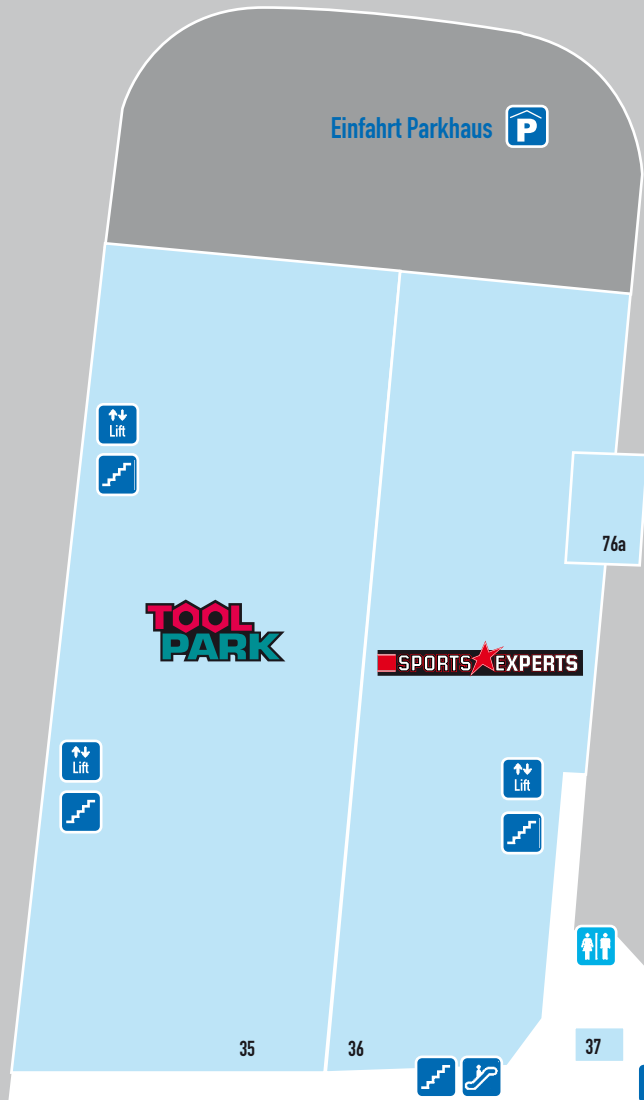 Einfahrt Parkhaus P
Lift
76a
TOOL
PARK
SPORTS EXPERTS
Lift
Lift
35
36
37